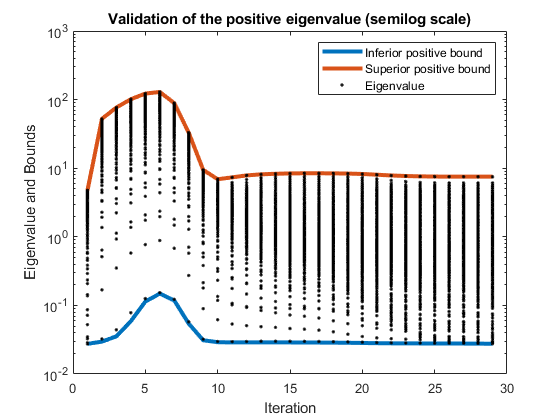 Validation of the positive eigenvalue (semilog scale)
10^3
10^2
10^1
10^0
10^-1
10^-2
Eigenvalue and Bounds
Inferior positive bound
Superior positive bound
Eigenvalue
0 5 10 15 20 25 30
Iteration